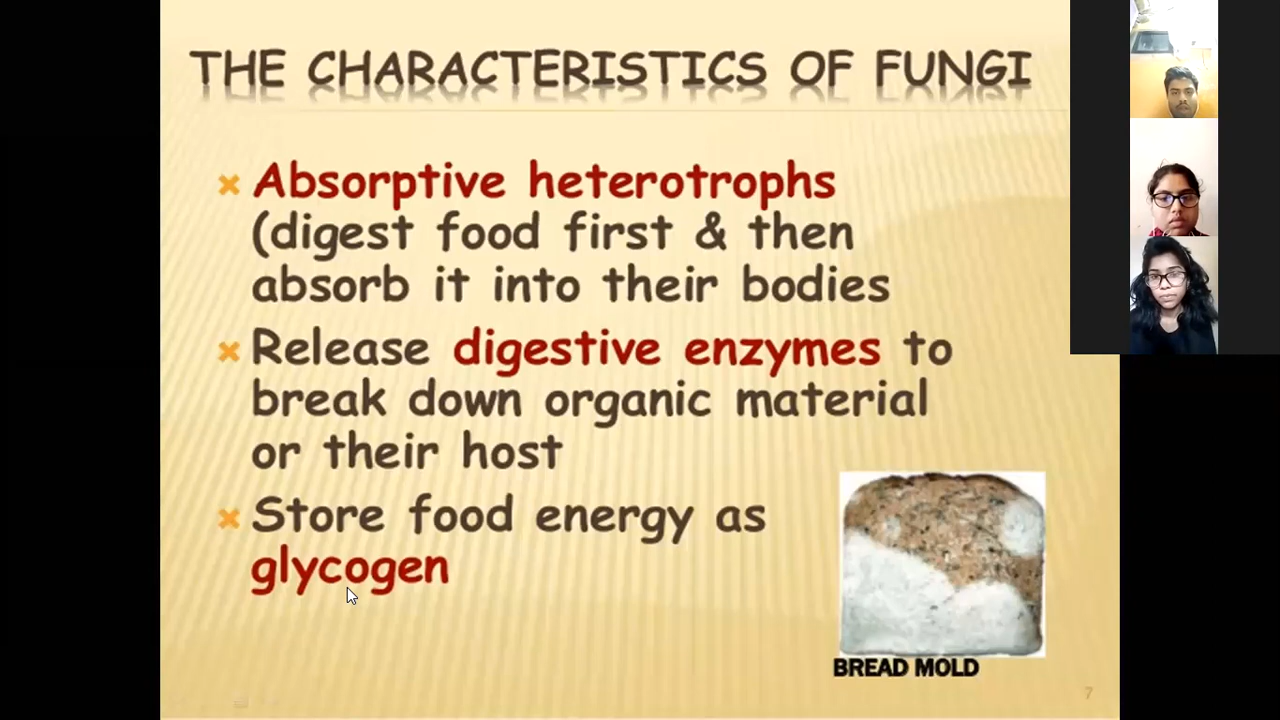 THE CHARACTERISTICS OF FUNGI
Absorptive heterotrophs
(digest food first & then
absorb it into their bodies
Release digestive enzymes to
break down organic material
or their host
Store food energy as
glycogen
BREAD MOLD
7